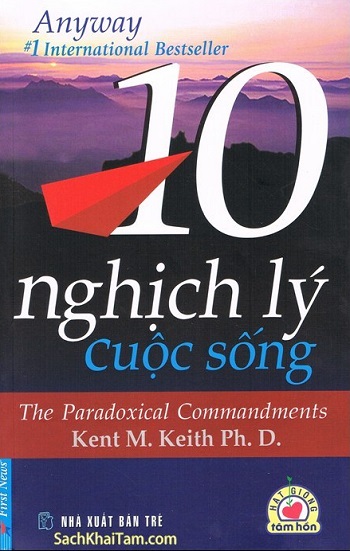 Anyway
#1 International Bestseller
10
nghịch lý
cuộc sống
The Paradoxical Commandments
Kent M. Keith Ph. D.
First News
NHÀ XUẤT BẢN TRẺ
SachKhaiTam.com
HẠT GIỐNG
tâm hồn